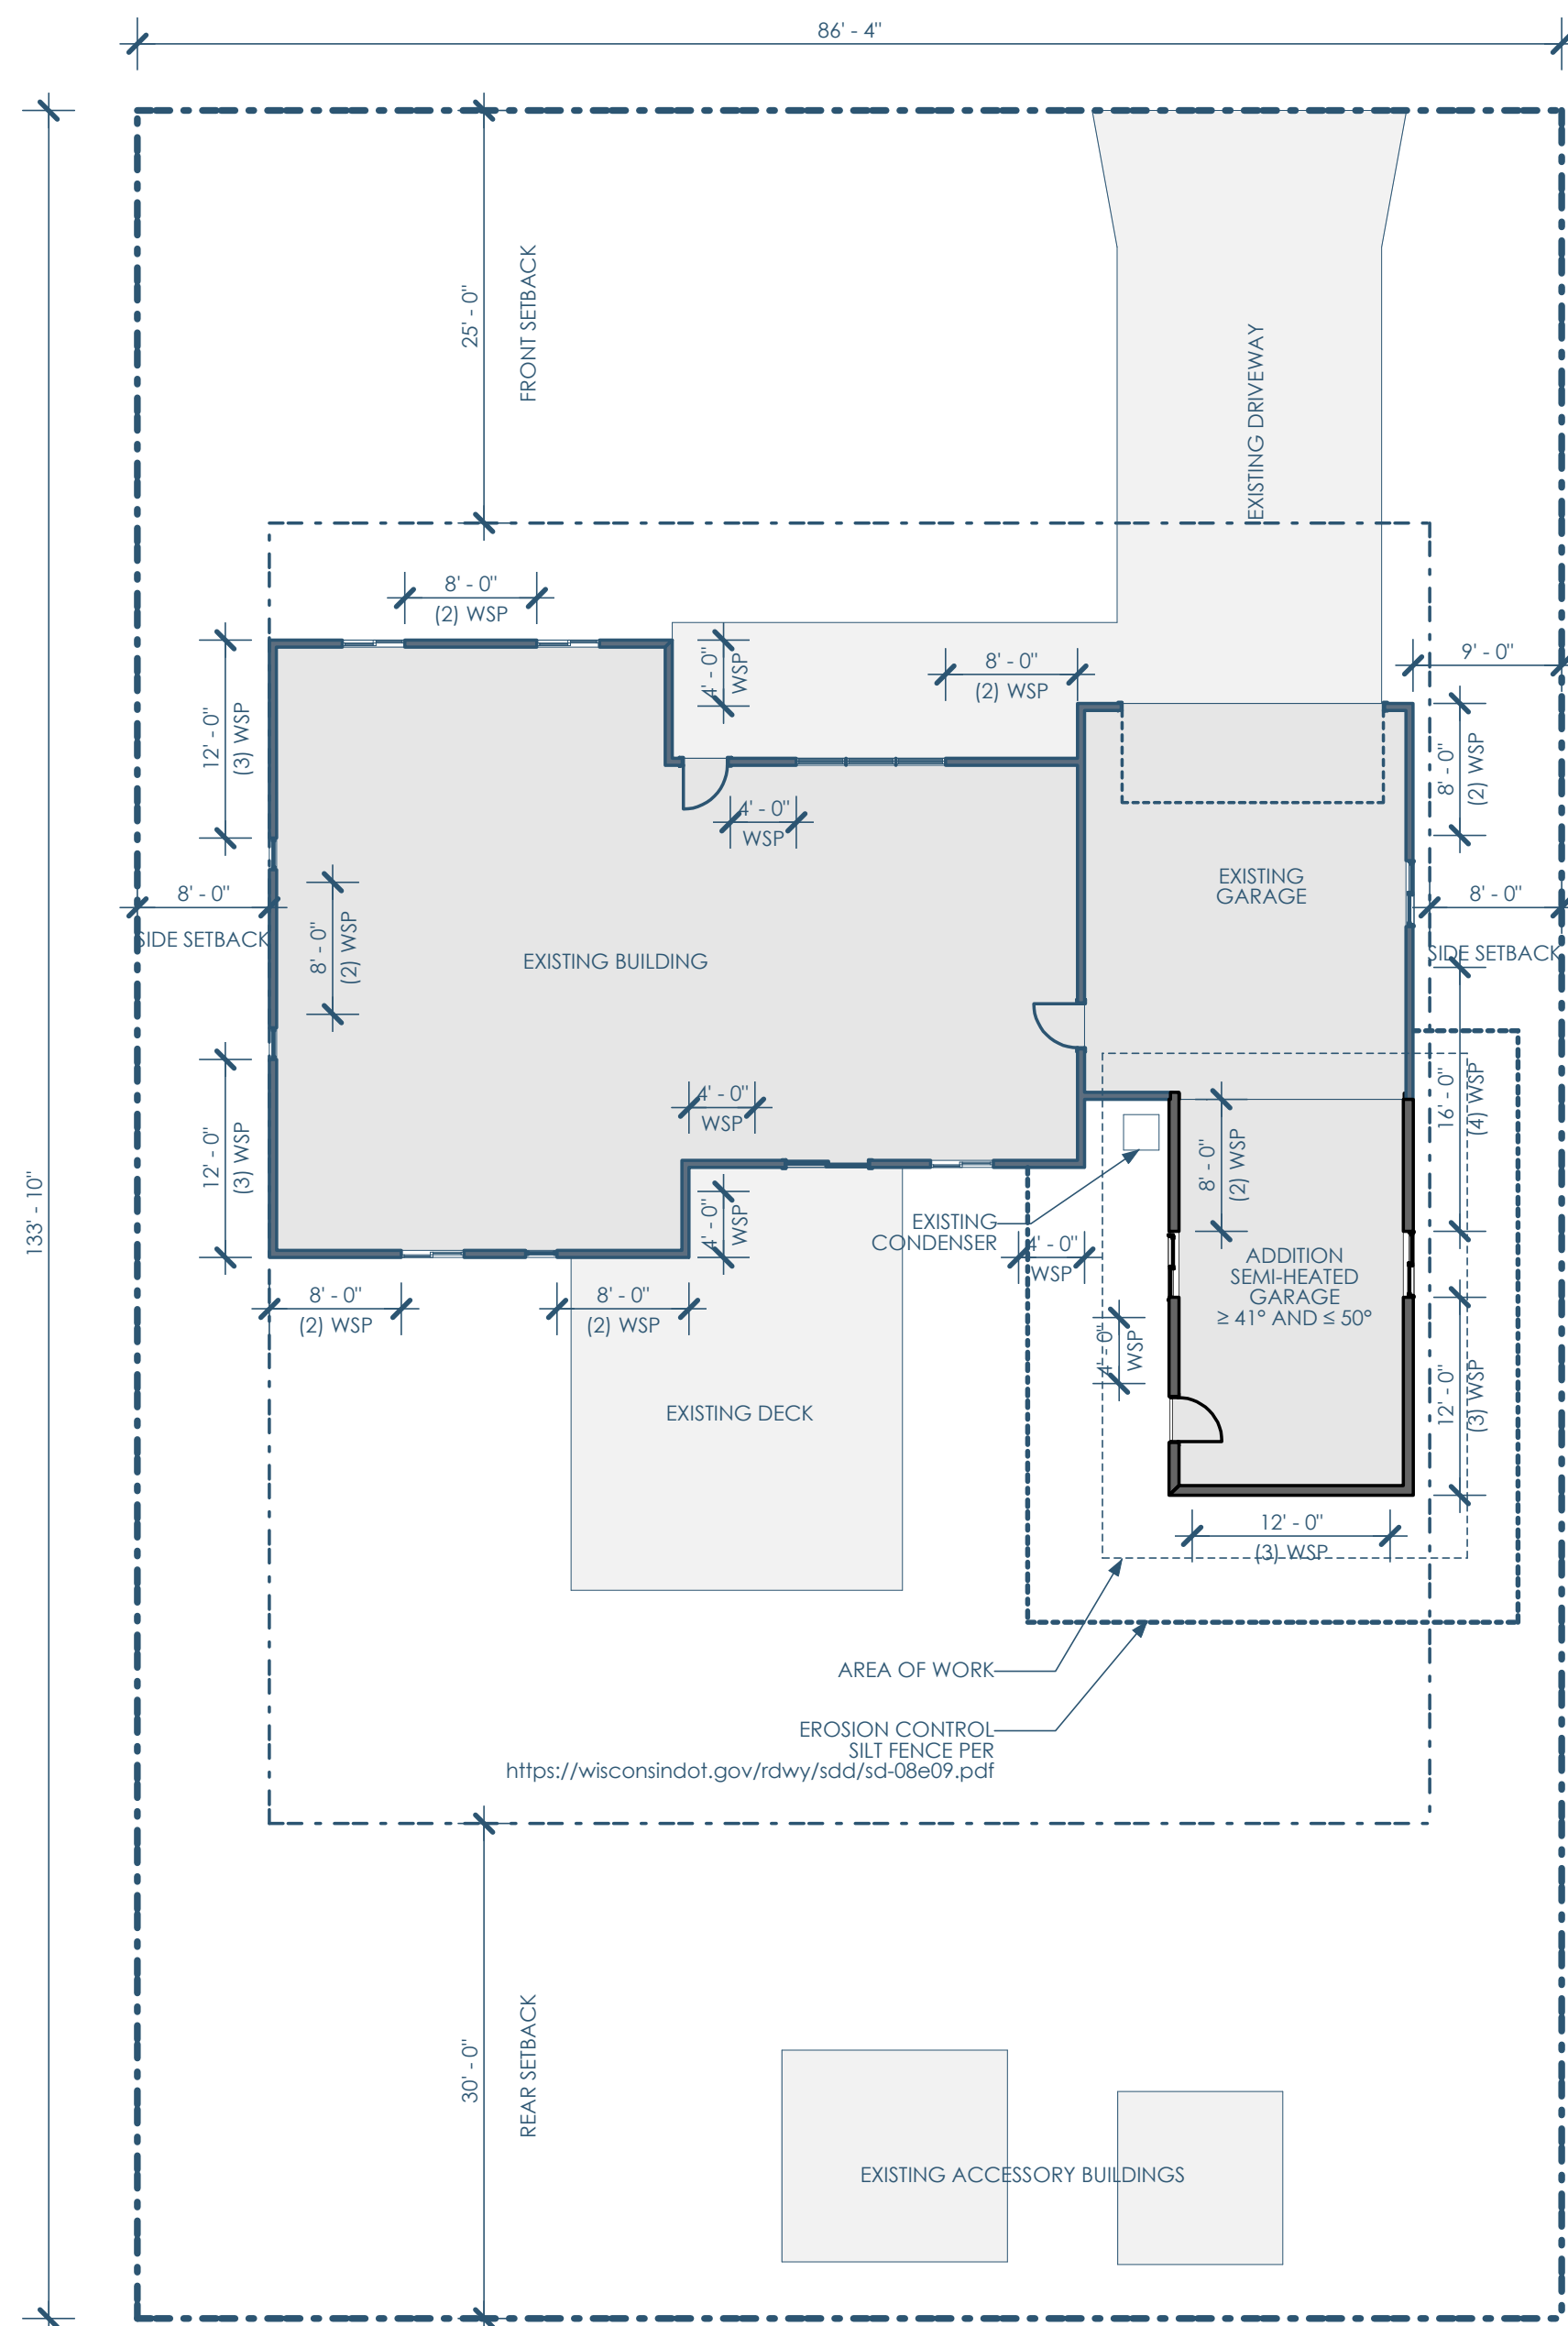 86' - 4"
25' - 0"
FRONT SETBACK
EXISTING DRIVEWAY
8' - 0"
(2) WSP
4' - 0"
WSP
8' - 0"
(2) WSP
9' - 0"
12' - 0"
(3) WSP
8' - 0"
(2) WSP
4' - 0"
WSP
EXISTING
GARAGE
8' - 0"
SIDE SETBACK
8' - 0"
(2) WSP
EXISTING BUILDING
8' - 0"
SIDE SETBACK
4' - 0"
WSP
12' - 0"
(3) WSP
16' - 0"
(4) WSP
8' - 0"
(2) WSP
133' - 10"
4' - 0"
WSP
EXISTING
CONDENSER
4' - 0"
WSP
ADDITION
SEMI-HEATED
GARAGE
≥ 41° AND ≤ 50°
8' - 0"
(2) WSP
8' - 0"
(2) WSP
4' - 0"
WSP
12' - 0"
(3) WSP
EXISTING DECK
12' - 0"
(3) WSP
AREA OF WORK
EROSION CONTROL
SILT FENCE PER
https://wisconsindot.gov/rdwy/sdd/sd-08e09.pdf
30' - 0"
REAR SETBACK
EXISTING ACCESSORY BUILDINGS